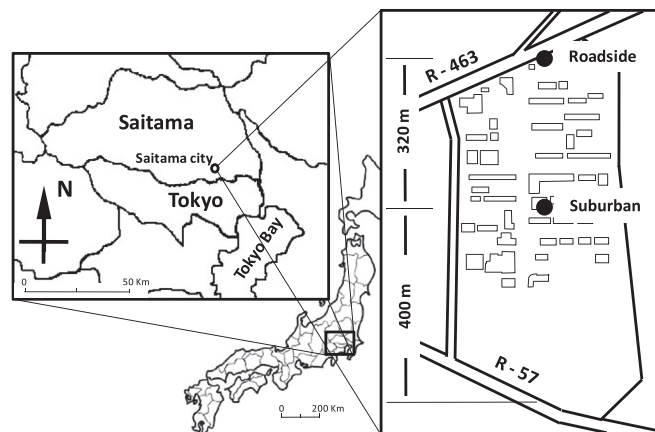 Saitama
Saitama city
N
Tokyo
Tokyo Bay
0 50 Km
0 200 Km
R - 463
Roadside
320 m
Suburban
400 m
R - 57